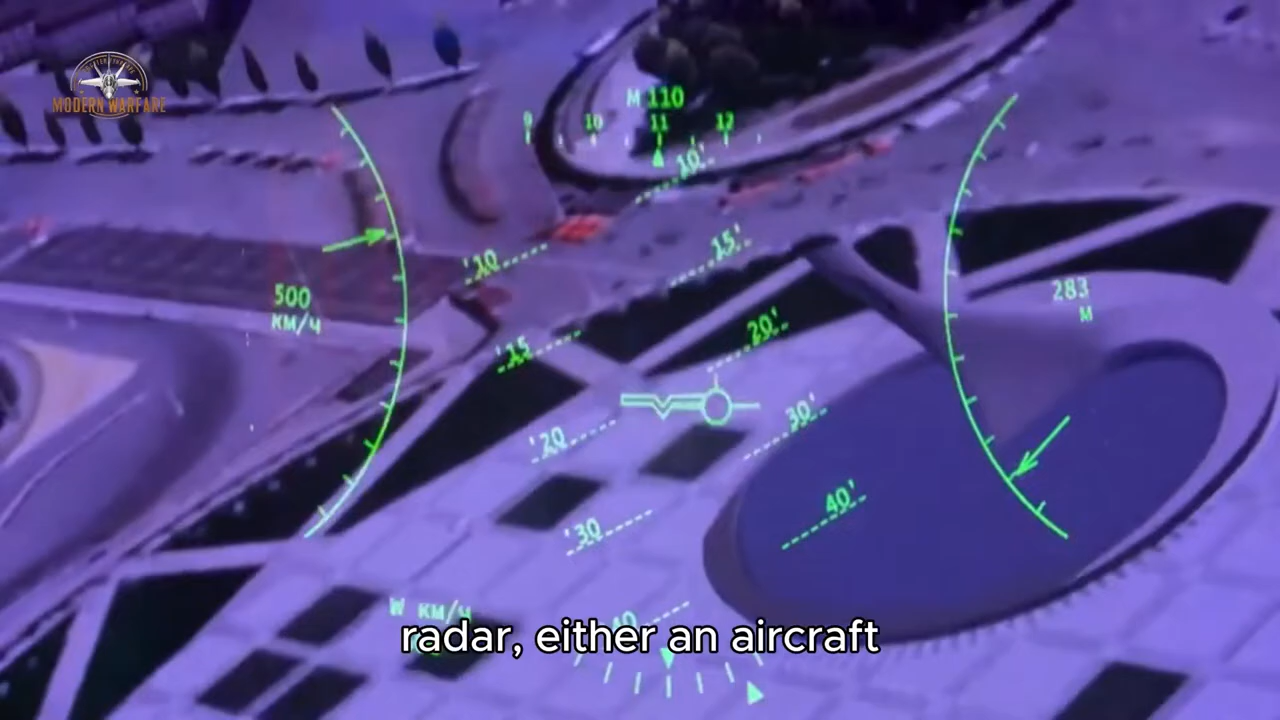 MODERN WARFARE
М 110
9 10 11 12
10'
'10
15'
500
КМ/Ч
283
М
'15
20'
30'
'20
40'
'30
W КМ/Ч
40
radar, either an aircraft